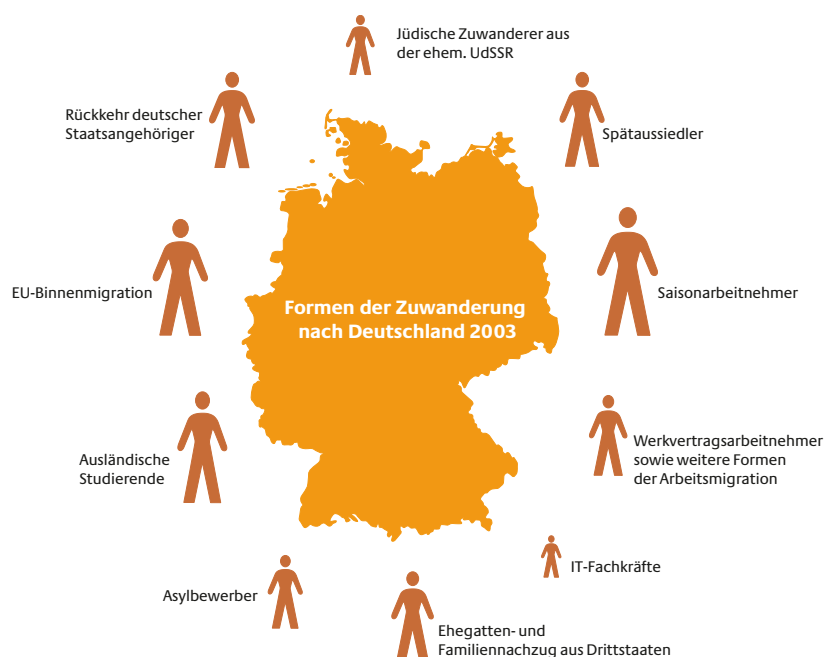 Jüdische Zuwanderer aus
der ehem. UdSSR
Rückkehr deutscher
Staatsangehöriger
Spätaussiedler
EU-Binnenmigration
Saisonarbeitnehmer
Formen der Zuwanderung
nach Deutschland 2003
Ausländische
Studierende
Werkvertragsarbeitnehmer
sowie weitere Formen
der Arbeitsmigration
IT-Fachkräfte
Asylbewerber
Ehegatten- und
Familiennachzug aus Drittstaaten